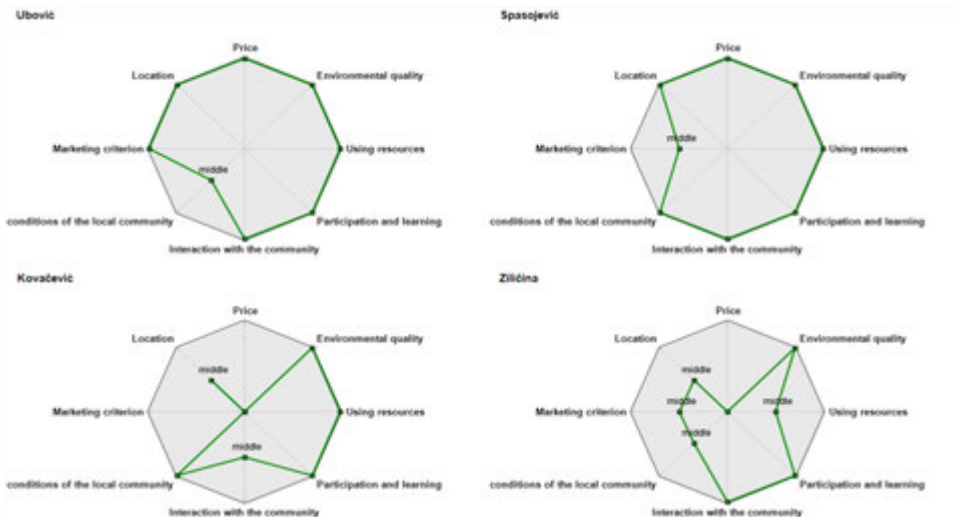 Ubović
Price
Location
Environmental quality
Marketing criterion
Using resources
middle
conditions of the local community
Participation and learning
Interaction with the community
Spasojević
Price
Location
Environmental quality
middle
Marketing criterion
Using resources
conditions of the local community
Participation and learning
Interaction with the community
Kovačević
Price
Location
Environmental quality
middle
Marketing criterion
Using resources
middle
conditions of the local community
Participation and learning
Interaction with the community
Ziličina
Price
Location
Environmental quality
middle
middle
middle
Marketing criterion
Using resources
middle
conditions of the local community
Participation and learning
Interaction with the community